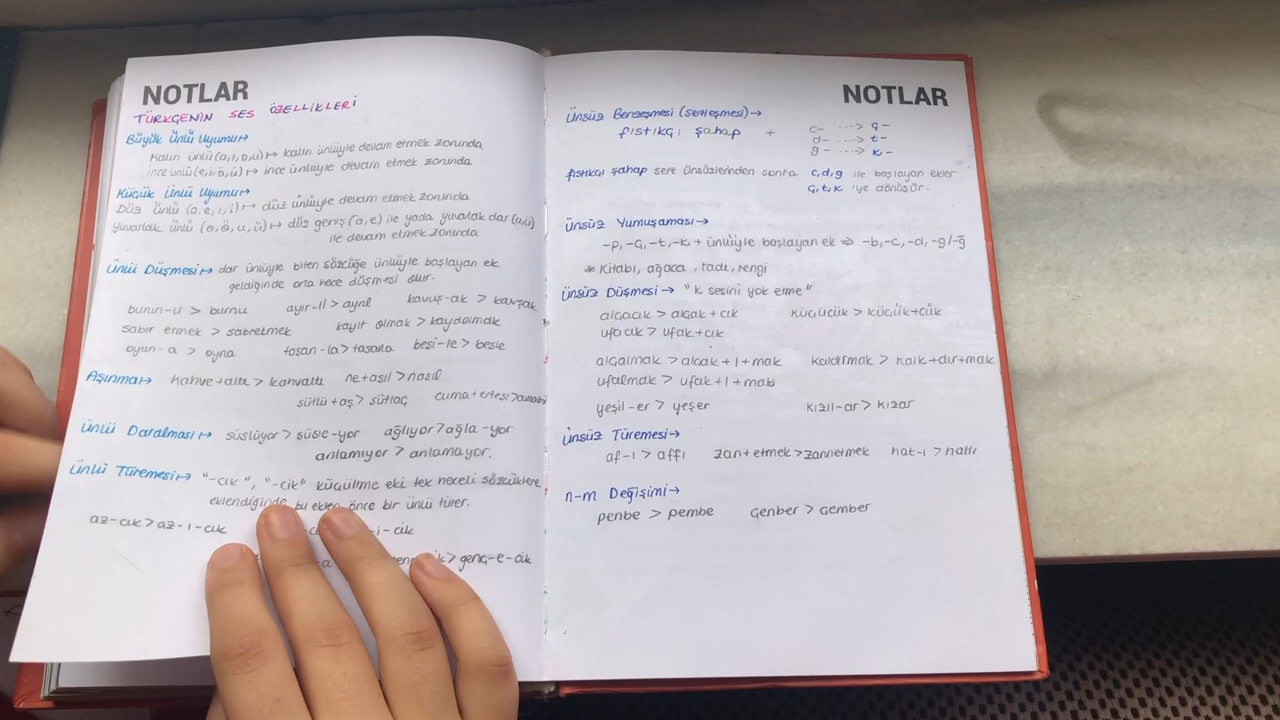 NOTLAR
TÜRKÇENİN SES ÖZELLİKLERİ
Büyük Ünlü Uyumu↦
Kalın ünlü (a,ı,o,u) ↦ kalın ünlüyle devam etmek zorunda
İnce ünlü (e,i,ö,ü) ↦ ince ünlüyle devam etmek zorunda
Küçük Ünlü Uyumu↦
Düz ünlü (a,e,ı,i) ↦ düz ünlüyle devam etmek zorunda
Yuvarlak ünlü (o,ö,u,ü) ↦ düz geniş (a,e) ile yada yuvarlak dar (u,ü)
ile devam etmek zorunda
Ünlü Düşmesi ↦ dar ünlüyle biten sözcüğe ünlüyle başlayan ek
geldiğinde orta hece düşmesi olur.
burun-u > burnu ayır-ıl > ayrıl kavuş-ak > kavşak
sabır etmek > sabretmek kayıt olmak > kaydolmak
oyun-a > oyna tasarı-la > tasarla besi-le > besle
Aşınma↦ Kahve+altı > kahvaltı ne+asıl > nasıl
sütlü+aş > sütlaç cuma+ertesi >
Ünlü Daralması ↦ süslüyor > süsle-yor ağlıyor > ağla-yor
anlamıyor > anlamayor.
Ünlü Türemesi ↦ "-cık", "-cik" küçültme eki tek heceli sözcüklere
eklendiğinde bu ekten önce bir ünlü türer.
az-cık > az-ı-cık -i-cik
> genç-e-cik
NOTLAR
Ünsüz Benzeşmesi (sertleşmesi) →
fıstıkçı şahap + c- ---> ç-
d- ---> t-
g- ---> k-
fıstıkçı şahap sert ünsüzlerinden sonra c,d,g ile başlayan ekler
ç,t,k 'ye dönüşür.
Ünsüz Yumuşaması →
-p,-ç,-t,-k + ünlüyle başlayan ek ⇒ -b,-c,-d,-g/-ğ
* Kitabı, ağaca, tadı, rengi
Ünsüz Düşmesi → "k sesini yok etme"
alçacık > alçak + cık küçücük > küçük+cük
ufacık > ufak+cık
alçalmak > alçak + l + mak kaldırmak > kalk+dır+mak
ufalmak > ufak + l + mak
yeşil-er > yeşer kızıl-ar > kızar
Ünsüz Türemesi →
af-ı > affı zan+etmek > zannetmek hat-ı > hattı
n-m Değişimi →
penbe > pembe çenber > çember